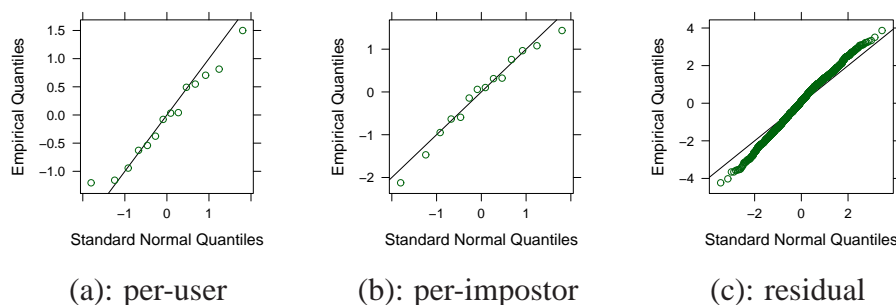 Empirical Quantiles
1.5
1.0
0.5
0.0
−0.5
−1.0
−1 0 1
Standard Normal Quantiles
(a): per-user
Empirical Quantiles
1
0
−1
−2
−1 0 1
Standard Normal Quantiles
(b): per-impostor
Empirical Quantiles
4
2
0
−2
−4
−2 0 2
Standard Normal Quantiles
(c): residual